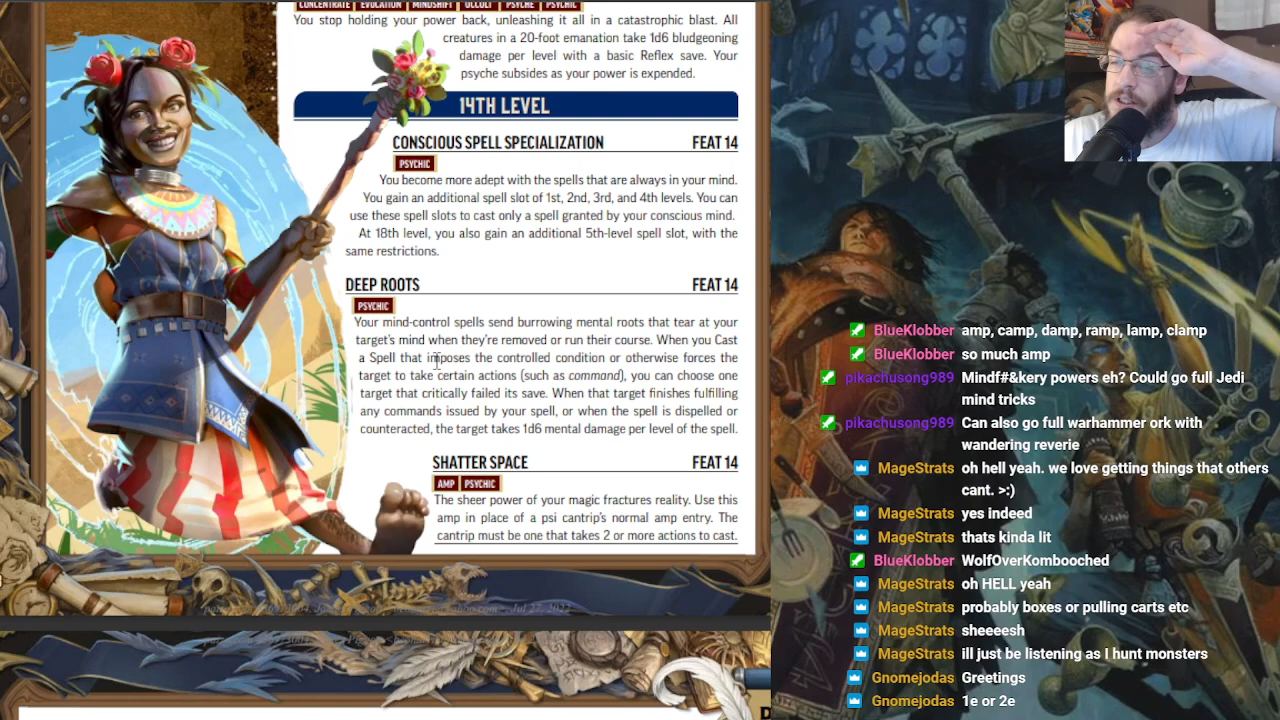 CONCENTRATE EVOCATION MINDSHIFT OCCULT PSYCHE PSYCHIC
You stop holding your power back, unleashing it all in a catastrophic blast. All
creatures in a 20-foot emanation take 1d6 bludgeoning
damage per level with a basic Reflex save. Your
psyche subsides as your power is expended.
14TH LEVEL
CONSCIOUS SPELL SPECIALIZATION FEAT 14
PSYCHIC
You become more adept with the spells that are always in your mind.
You gain an additional spell slot of 1st, 2nd, 3rd, and 4th levels. You can
use these spell slots to cast only a spell granted by your conscious mind.
At 18th level, you also gain an additional 5th-level spell slot, with the
same restrictions.
DEEP ROOTS FEAT 14
PSYCHIC
Your mind-control spells send burrowing mental roots that tear at your
target's mind when they're removed or run their course. When you Cast
a Spell that imposes the controlled condition or otherwise forces the
target to take certain actions (such as command), you can choose one
target that critically failed its save. When that target finishes fulfilling
any commands issued by your spell, or when the spell is dispelled or
counteracted, the target takes 1d6 mental damage per level of the spell.
SHATTER SPACE FEAT 14
AMP PSYCHIC
The sheer power of your magic fractures reality. Use this
amp in place of a psi cantrip's normal amp entry. The
cantrip must be one that takes 2 or more actions to cast.
BlueKlobber amp, camp, damp, ramp, lamp, clamp
BlueKlobber so much amp
pikachusong989 Mindf#&kery powers eh? Could go full Jedi
mind tricks
pikachusong989 Can also go full warhammer ork with
wandering reverie
MageStrats oh hell yeah. we love getting things that others
cant. >:)
MageStrats yes indeed
MageStrats thats kinda lit
BlueKlobber WolfOverKombooched
MageStrats oh HELL yeah
MageStrats probably boxes or pulling carts etc
MageStrats sheeeesh
MageStrats ill just be listening as I hunt monsters
Gnomejodas Greetings
Gnomejodas 1e or 2e